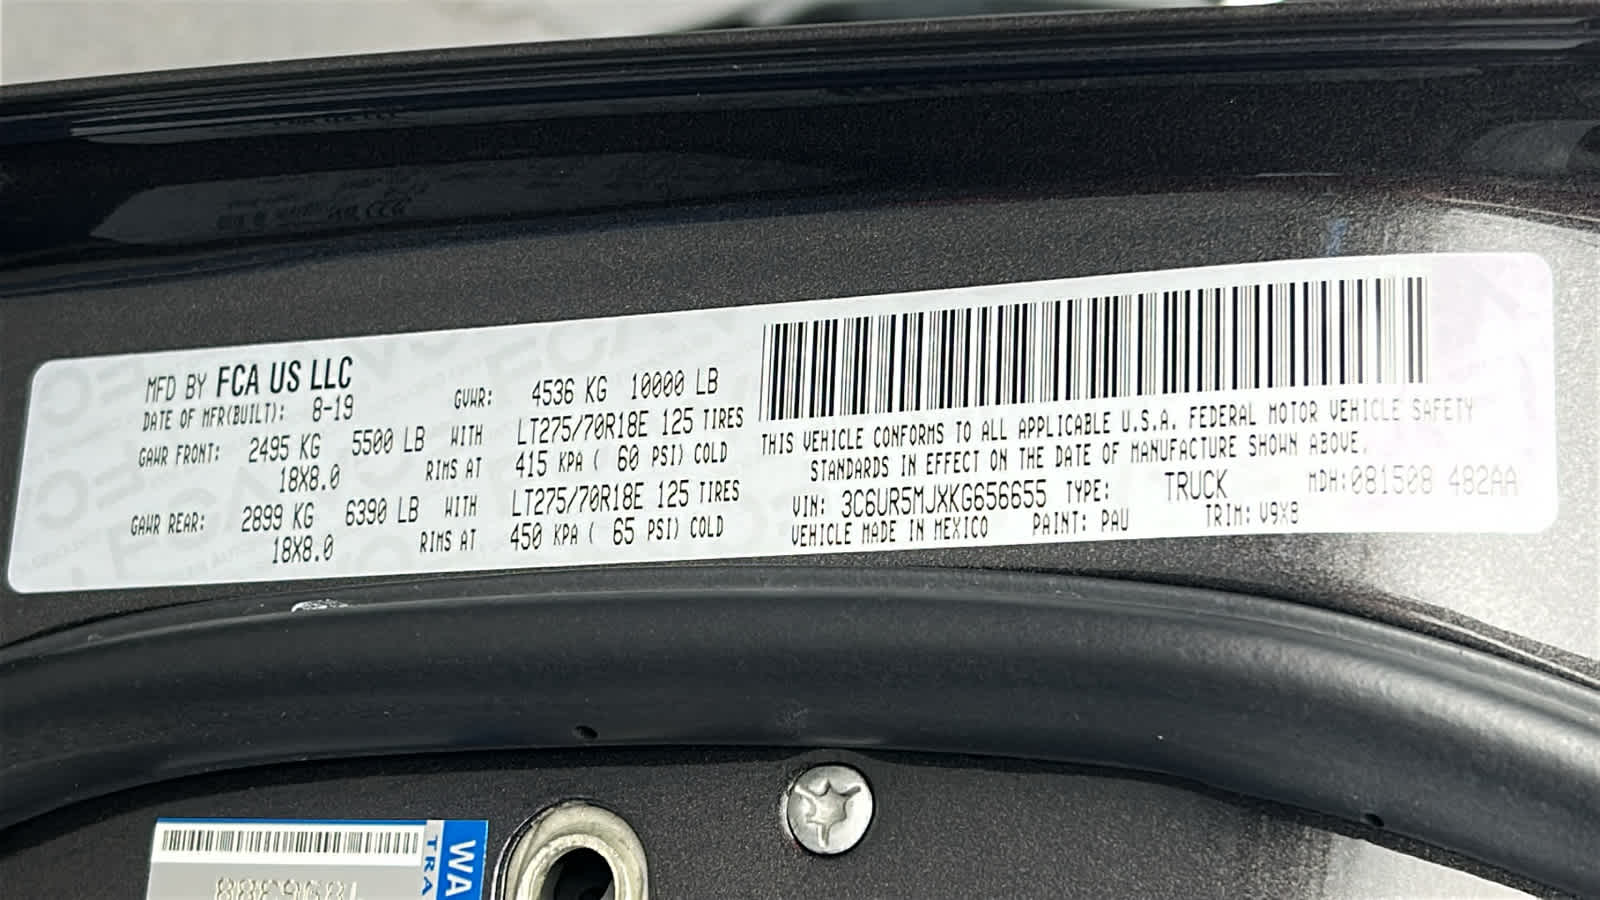 MFD BY FCA US LLC
DATE OF MFR(BUILT): 8-19
GVWR: 4536 KG 10000 LB
GAWR FRONT: 2495 KG 5500 LB WITH LT275/70R18E 125 TIRES
18X8.0 RIMS AT 415 KPA ( 60 PSI) COLD
GAWR REAR: 2899 KG 6390 LB WITH LT275/70R18E 125 TIRES
18X8.0 RIMS AT 450 KPA ( 65 PSI) COLD
THIS VEHICLE CONFORMS TO ALL APPLICABLE U.S.A. FEDERAL MOTOR VEHICLE SAFETY
STANDARDS IN EFFECT ON THE DATE OF MANUFACTURE SHOWN ABOVE.
VIN: 3C6UR5MJXKG656655 TYPE: TRUCK MDH:081508 482AA
VEHICLE MADE IN MEXICO PAINT: PAU TRIM: V9X8
WA
TRA